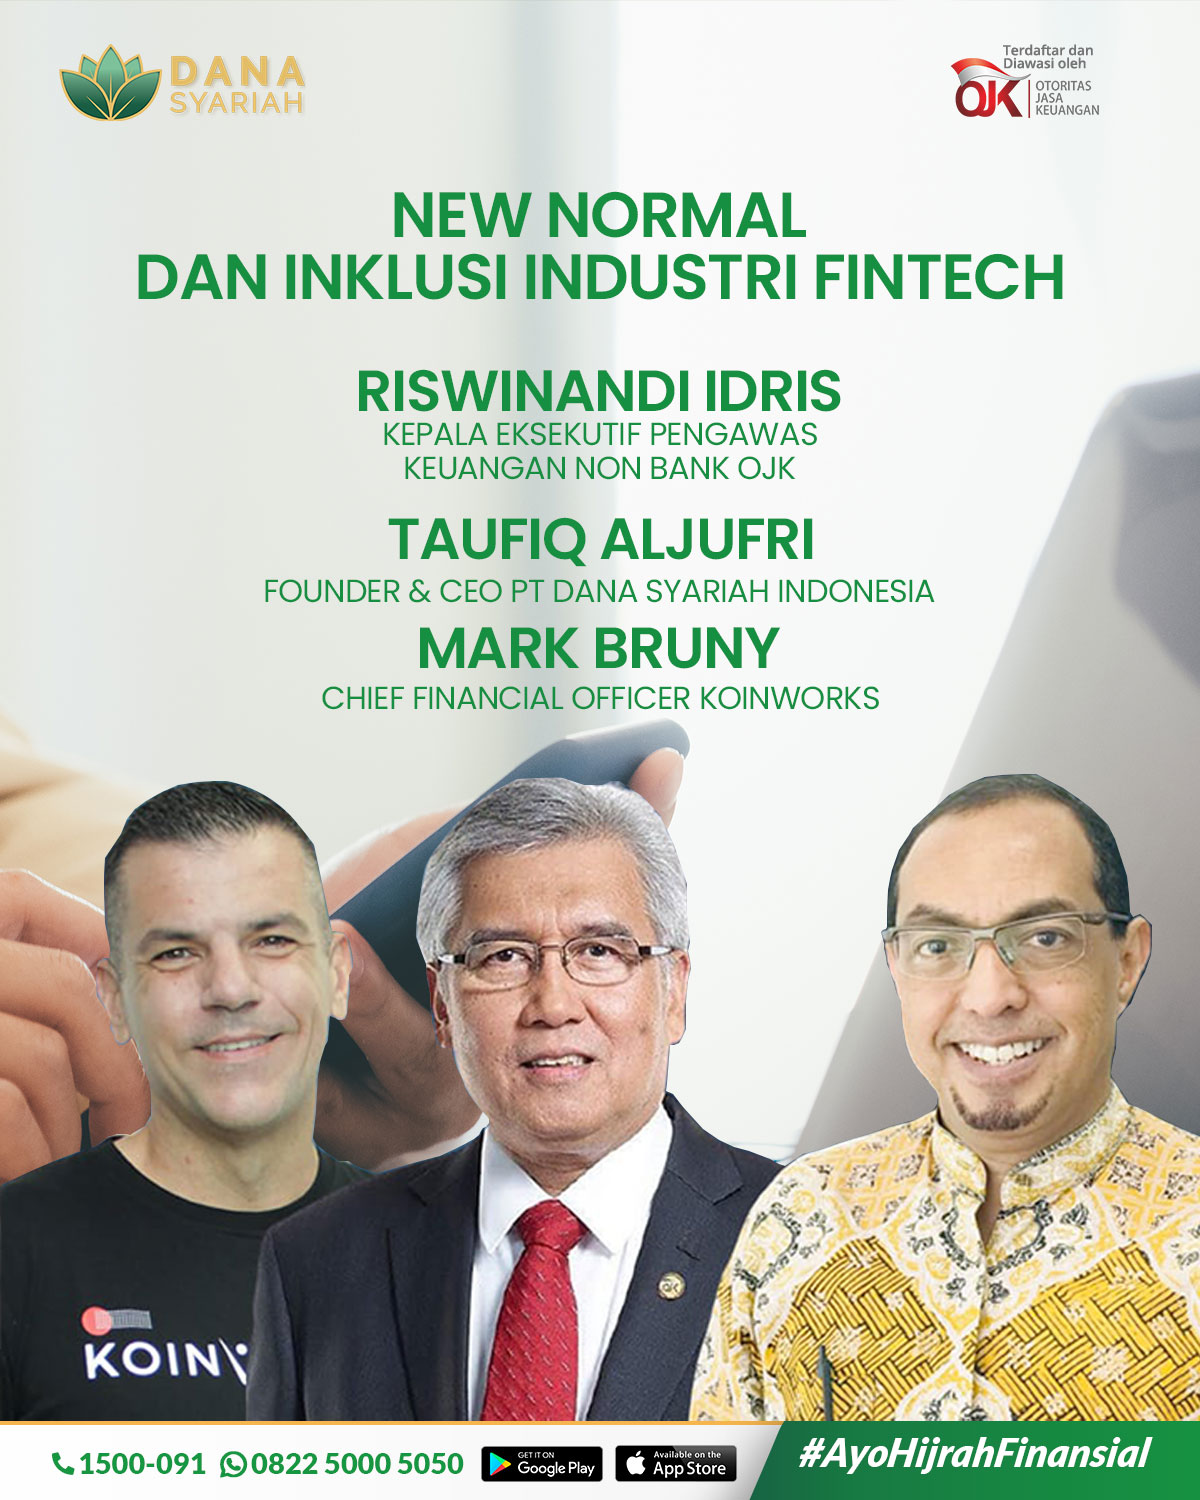 DANA
SYARIAH
Terdaftar dan
Diawasi oleh
OJK
OTORITAS
JASA
KEUANGAN
NEW NORMAL
DAN INKLUSI INDUSTRI FINTECH
RISWINANDI IDRIS
KEPALA EKSEKUTIF PENGAWAS
KEUANGAN NON BANK OJK
TAUFIQ ALJUFRI
FOUNDER & CEO PT DANA SYARIAH INDONESIA
MARK BRUNY
CHIEF FINANCIAL OFFICER KOINWORKS
KOIN
1500-091
0822 5000 5050
GET IT ON
Google Play
Available on the
App Store
#AyoHijrahFinansial